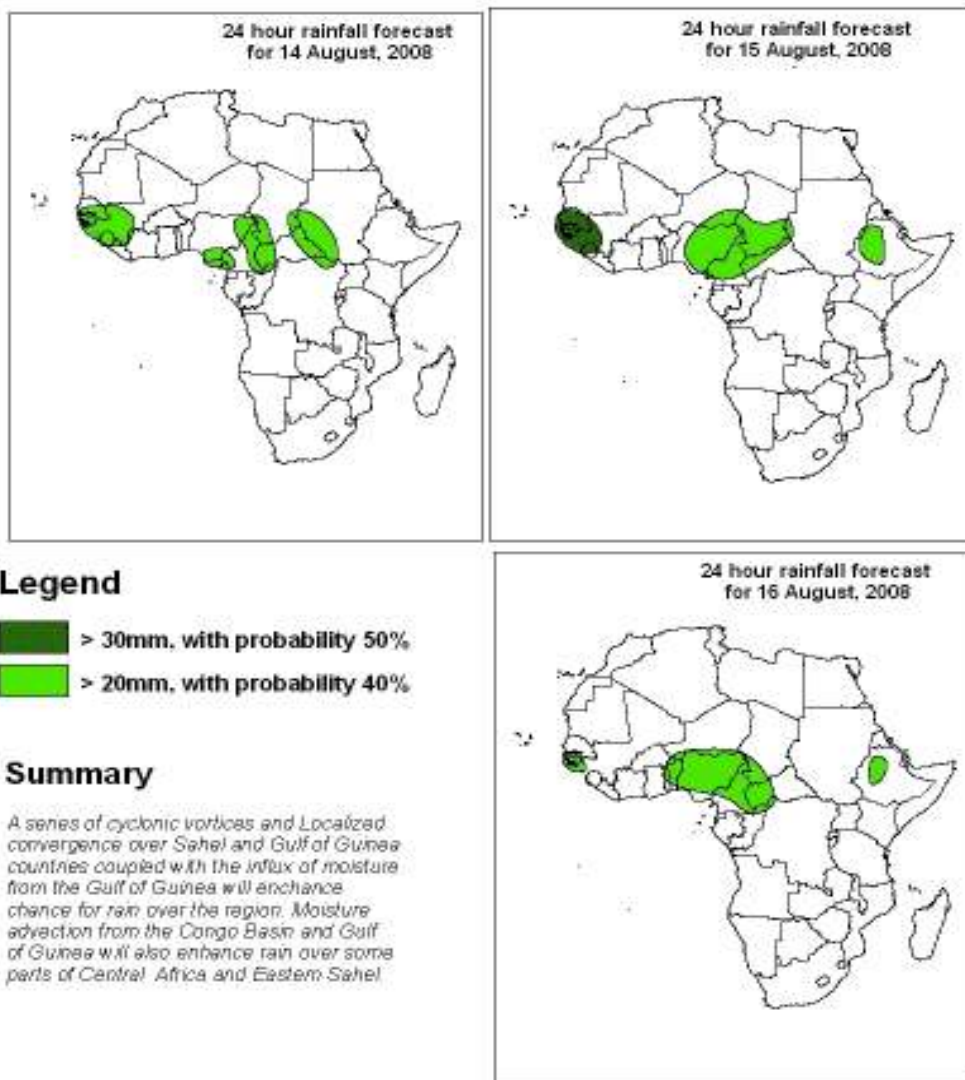 24 hour rainfall forecast
for 14 August, 2008
24 hour rainfall forecast
for 15 August, 2008
Legend
> 30mm, with probability 50%
> 20mm, with probability 40%
24 hour rainfall forecast
for 16 August, 2008
Summary
A series of cyclonic vortices and Localized
convergence over Sahel and Gulf of Guinea
countries coupled with the influx of moisture
from the Gulf of Guinea will enchance
chance for rain over the region. Moisture
advection from the Congo Basin and Gulf
of Guinea will also enhance rain over some
parts of Central Africa and Eastern Sahel.